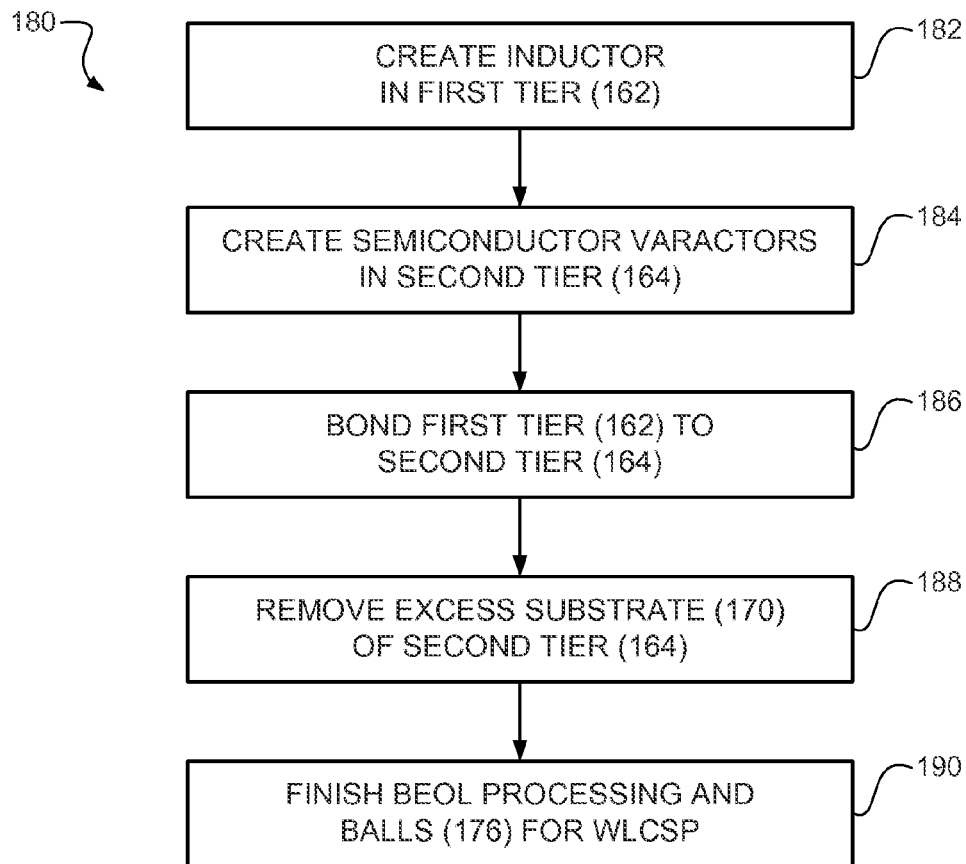 180
182
CREATE INDUCTOR
IN FIRST TIER (162)
184
CREATE SEMICONDUCTOR VARACTORS
IN SECOND TIER (164)
186
BOND FIRST TIER (162) TO
SECOND TIER (164)
188
REMOVE EXCESS SUBSTRATE (170)
OF SECOND TIER (164)
190
FINISH BEOL PROCESSING AND
BALLS (176) FOR WLCSP